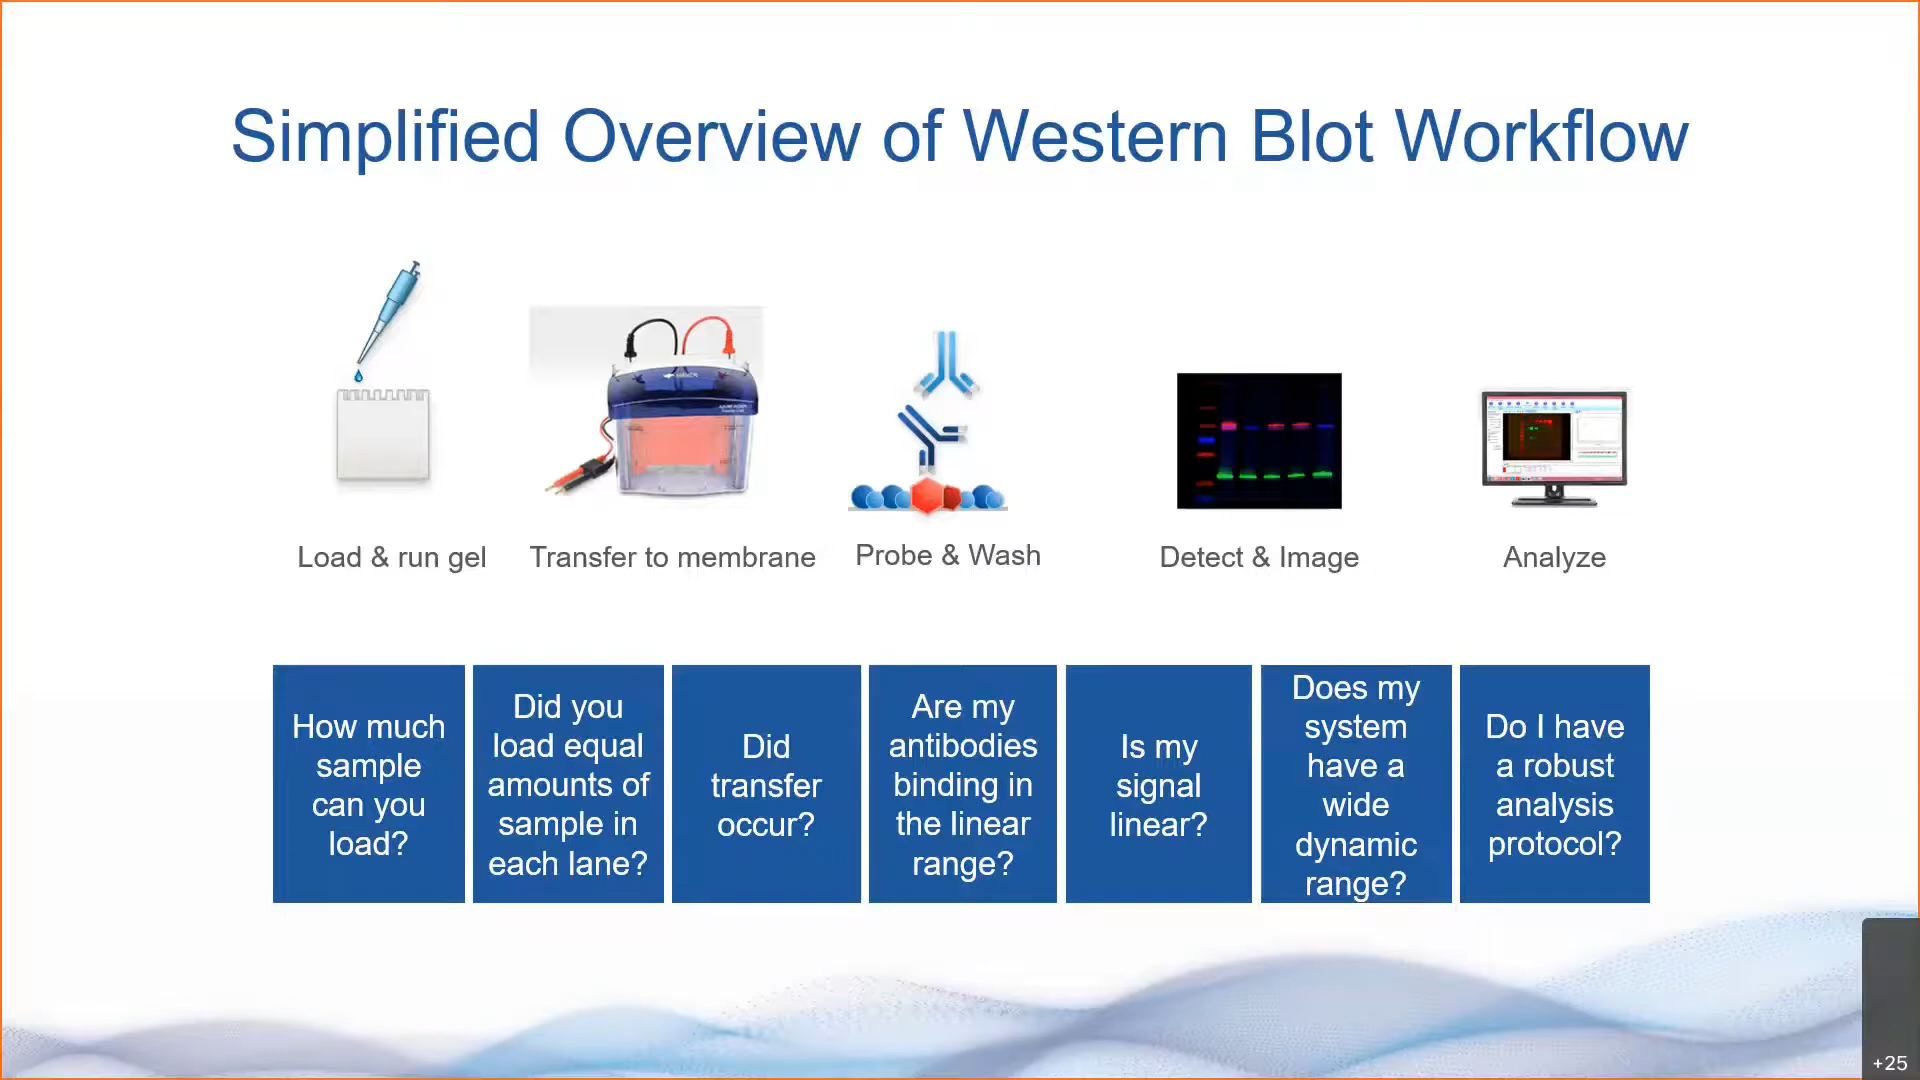 Simplified Overview of Western Blot Workflow
Load & run gel
Transfer to membrane
Probe & Wash
Detect & Image
Analyze
How much
sample
can you
load?
Did you
load equal
amounts of
sample in
each lane?
Did
transfer
occur?
Are my
antibodies
binding in
the linear
range?
Is my
signal
linear?
Does my
system
have a
wide
dynamic
range?
Do I have
a robust
analysis
protocol?
+25